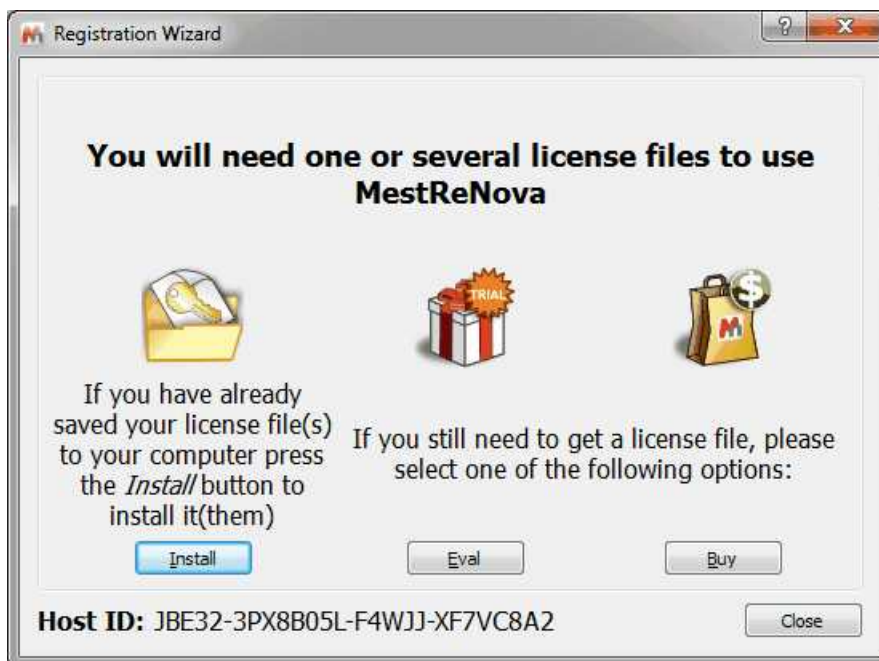 Registration Wizard
You will need one or several license files to use
MestReNova
TRIAL
If you have already
saved your license file(s)
to your computer press
the Install button to
install it(them)
If you still need to get a license file, please
select one of the following options:
Install
Eval
Buy
Host ID: JBE32-3PX8B05L-F4WJJ-XF7VC8A2
Close